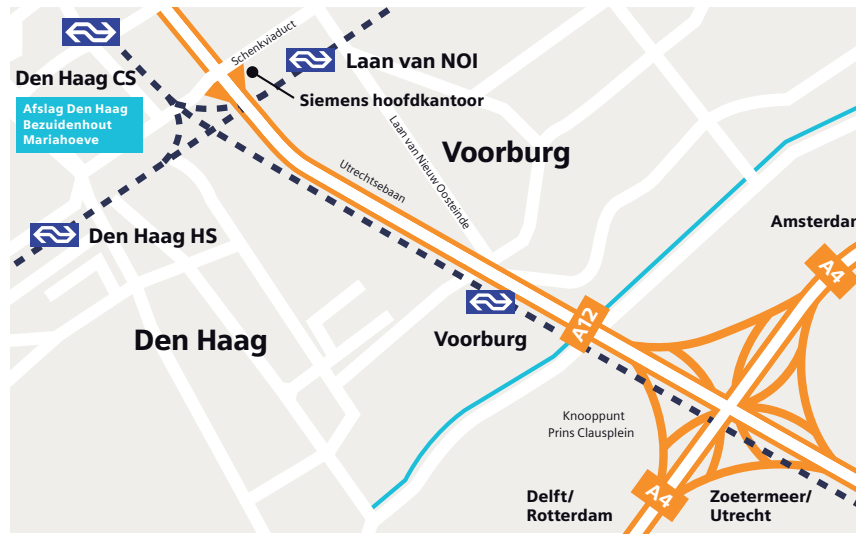 Schenkviaduct
Den Haag CS
Laan van NOI
Siemens hoofdkantoor
Afslag Den Haag
Bezuidenhout
Mariahoeve
Laan van Nieuw Oosteinde
Voorburg
Utrechtsebaan
Den Haag HS
Amsterdam
A4
A12
Den Haag
Voorburg
Knooppunt
Prins Clausplein
A4
Delft/
Rotterdam
Zoetermeer/
Utrecht